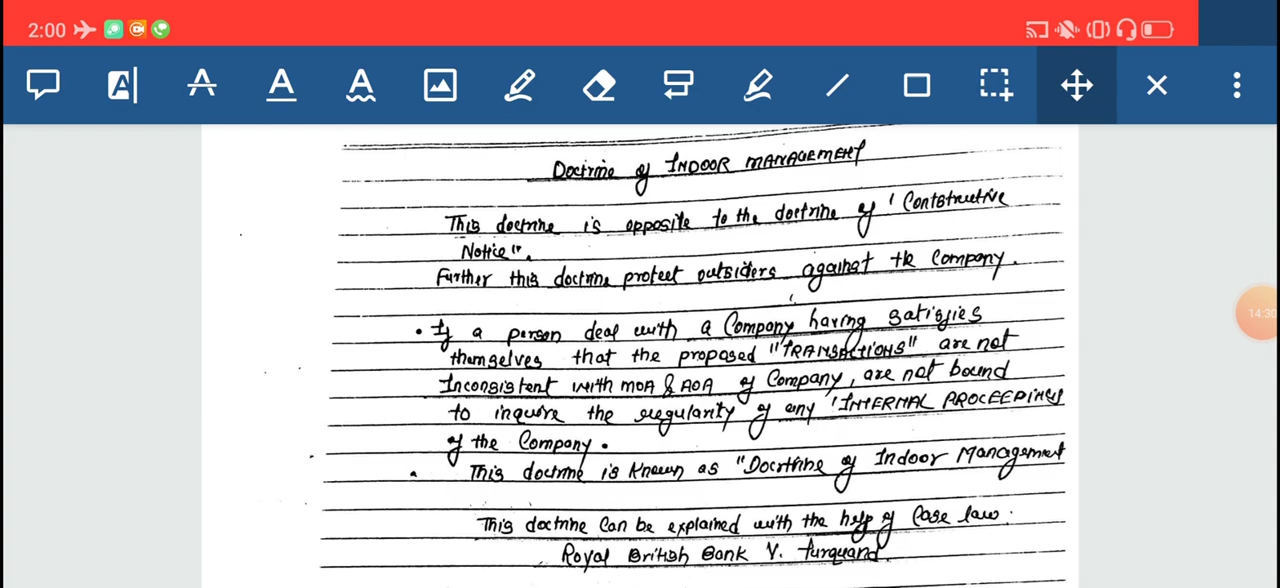 2:00
14:30
Doctrine of INDOOR MANAGEMENT
This doctrine is opposite to the doctrine of 'Contstructive
Notice".
Further this doctrine protect outsiders against the Company.
• If a person deal with a Company having satisfies
themselves that the proposed "TRANSACTIONS" are not
Inconsistent with MOA & AOA of Company, are not bound
to inquire the regularity of any 'INTERNAL PROCEEDINGS
of the Company.
• This doctrine is Known as "Docrtrine of Indoor Management
This doctrine Can be explained with the help of Case law:
Royal British Bank V. Turquand.